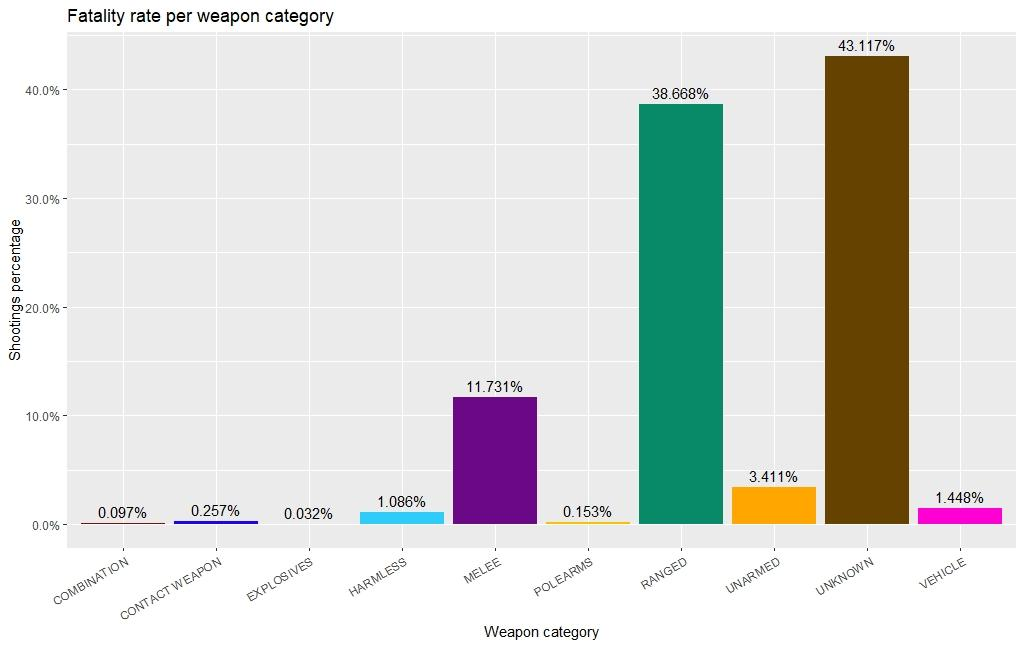 Fatality rate per weapon category
43.117%
40.0%
38.668%
30.0%
Shootings percentage
20.0%
11.731%
10.0%
3.411%
1.448%
1.086%
0.097%
0.257%
0.032%
0.153%
0.0%
COMBINATION
CONTACT WEAPON
EXPLOSIVES
HARMLESS
MELEE
POLEARMS
RANGED
UNARMED
UNKNOWN
VEHICLE
Weapon category